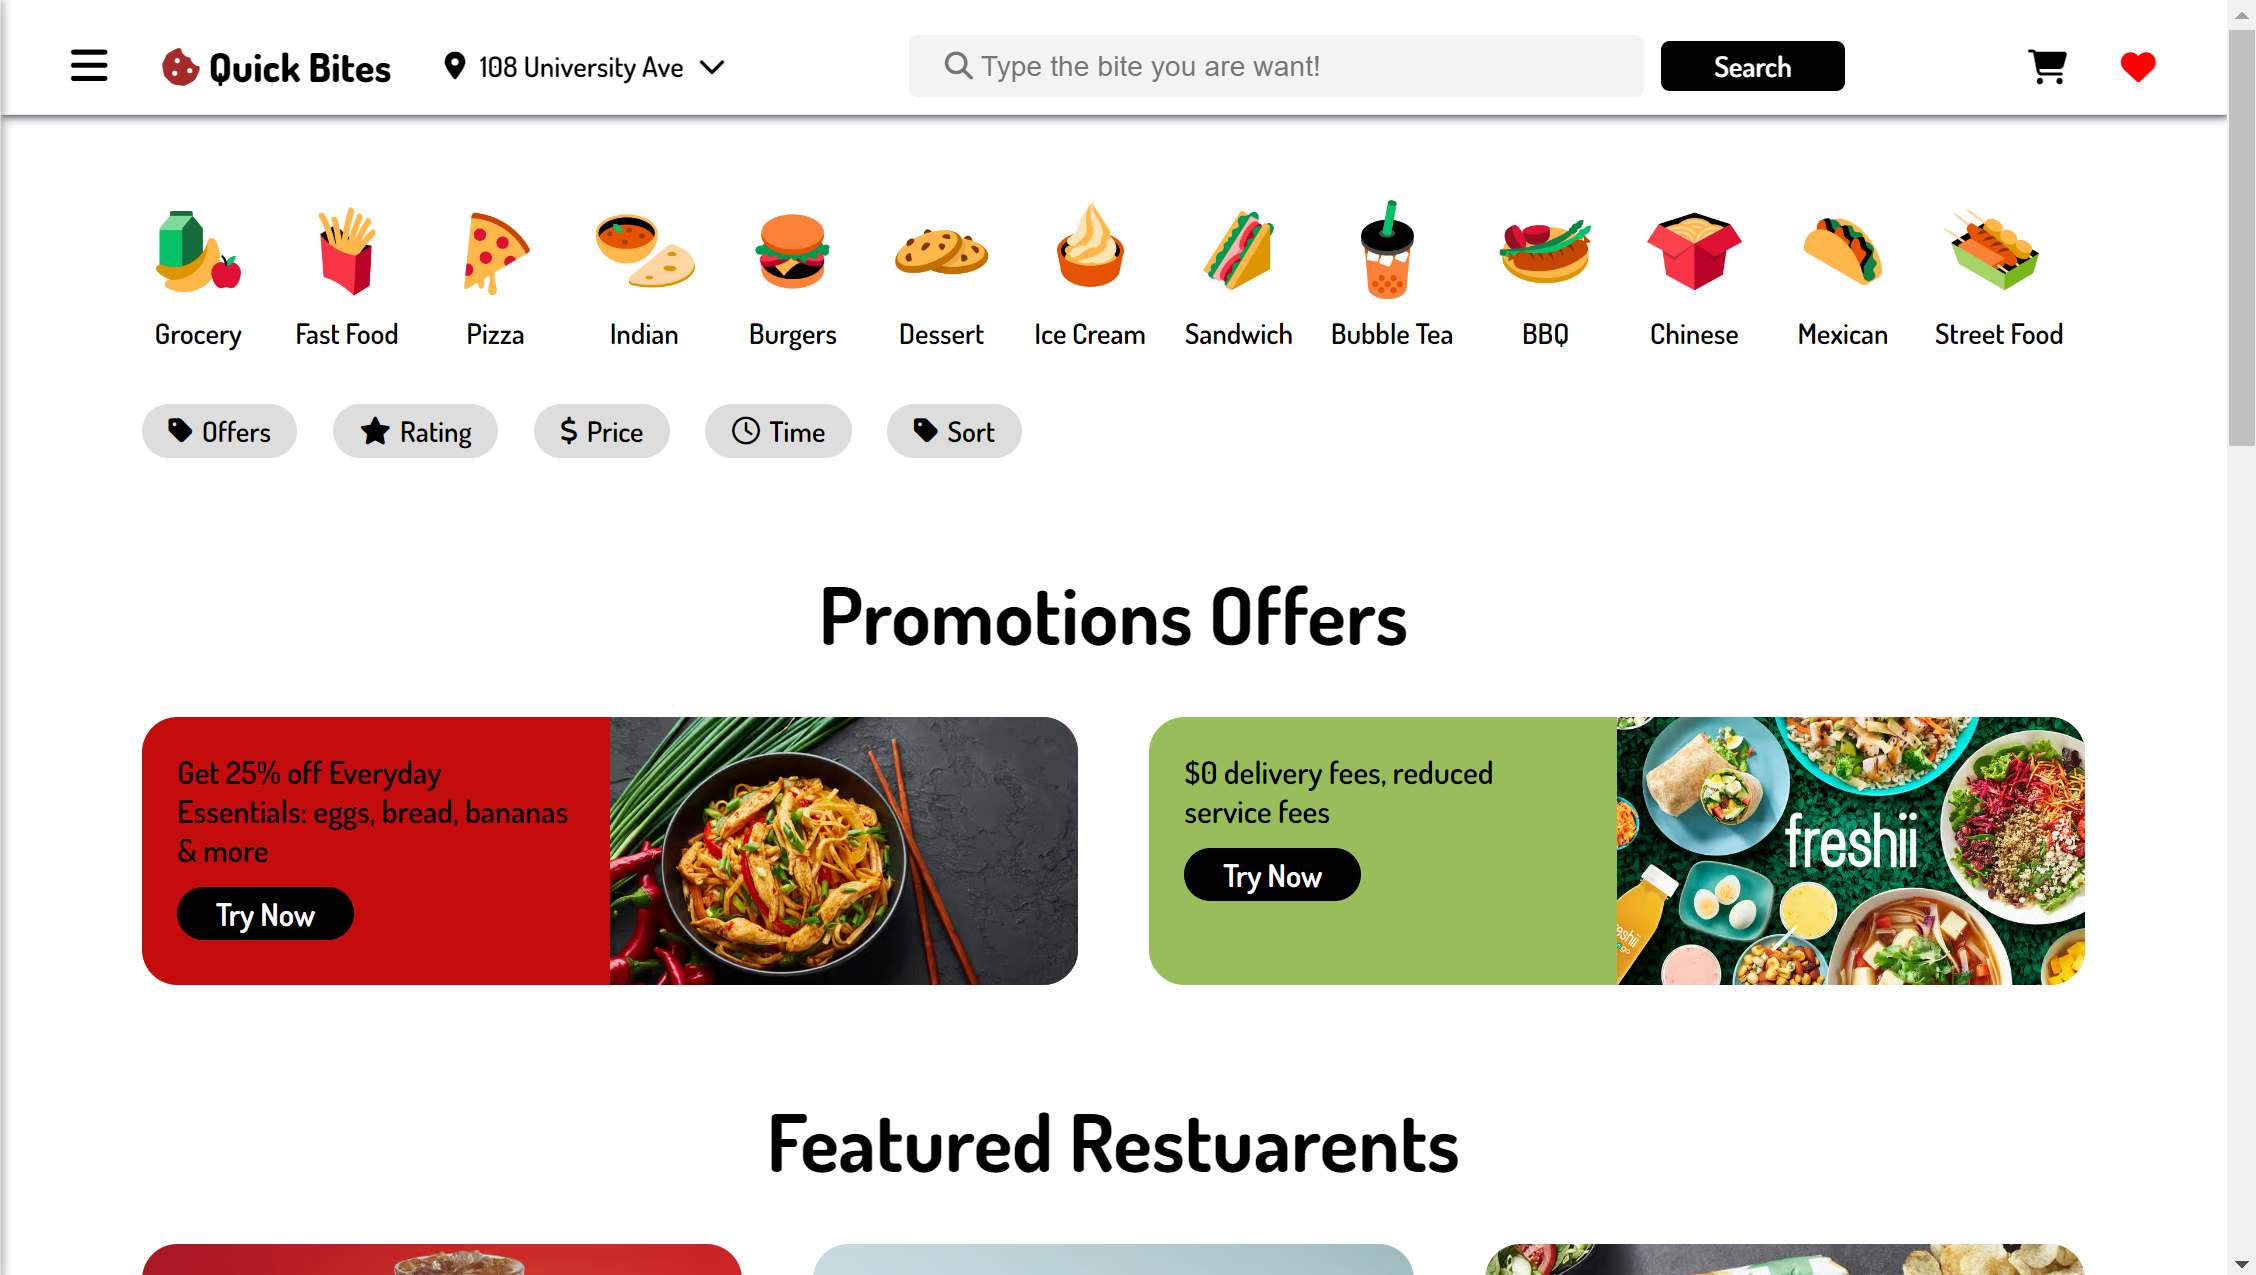 Quick Bites
108 University Ave
Type the bite you are want!
Search
Grocery
Fast Food
Pizza
Indian
Burgers
Dessert
Ice Cream
Sandwich
Bubble Tea
BBQ
Chinese
Mexican
Street Food
Offers
Rating
$ Price
Time
Sort
Promotions Offers
Get 25% off Everyday
Essentials: eggs, bread, bananas
& more
Try Now
$0 delivery fees, reduced
service fees
Try Now
freshii
Featured Restuarents